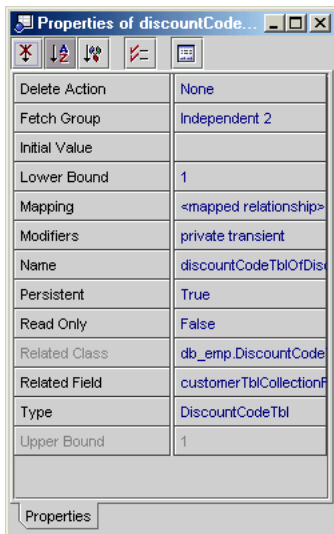 Properties of discountCode...
Delete Action None
Fetch Group Independent 2
Initial Value
Lower Bound 1
Mapping <mapped relationship>
Modifiers private transient
Name discountCodeTblOfDisc
Persistent True
Read Only False
Related Class db_emp.DiscountCode
Related Field customerTblCollectionF
Type DiscountCodeTbl
Upper Bound 1
Properties